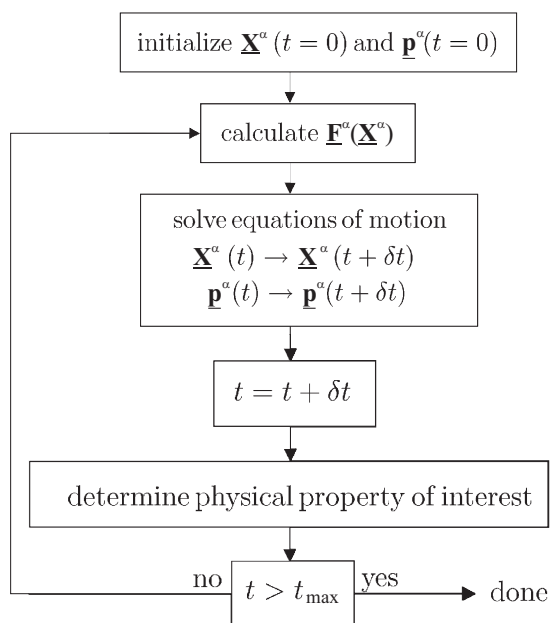 initialize X^α (t = 0) and p^α(t = 0)
calculate F^α(X^α)
solve equations of motion
X^α (t) → X^α (t + δt)
p^α(t) → p^α(t + δt)
t = t + δt
determine physical property of interest
no
t > t_max
yes
done